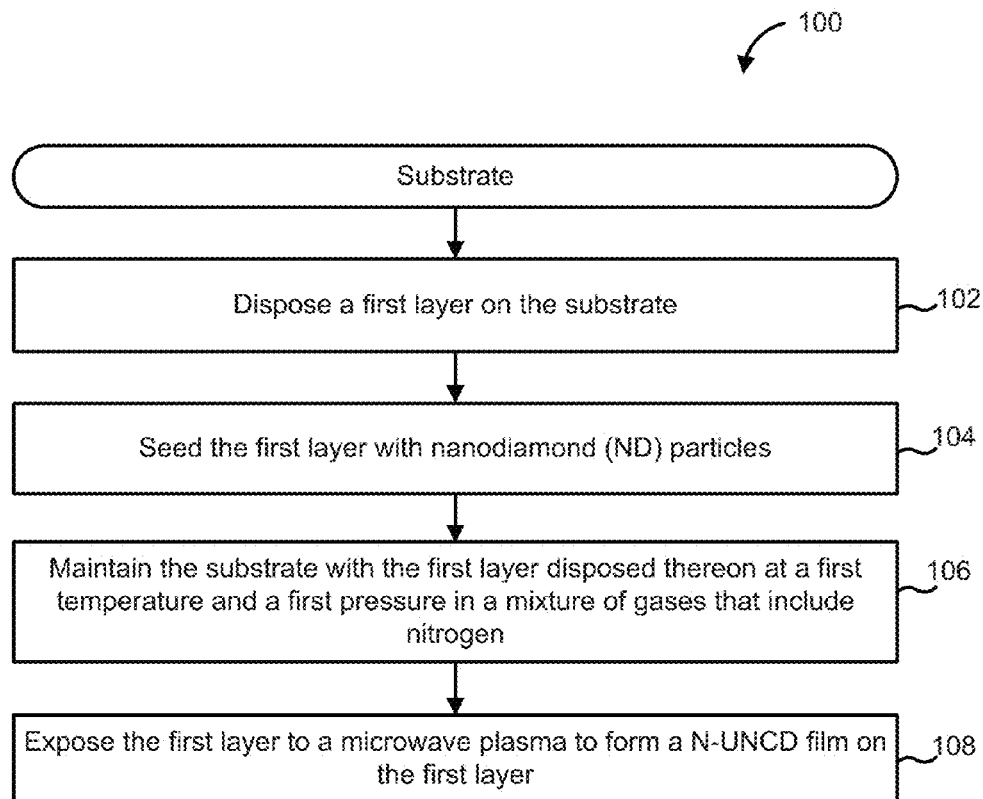 100
Substrate
Dispose a first layer on the substrate
102
Seed the first layer with nanodiamond (ND) particles
104
Maintain the substrate with the first layer disposed thereon at a first
temperature and a first pressure in a mixture of gases that include
nitrogen
106
Expose the first layer to a microwave plasma to form a N-UNCD film on
the first layer
108